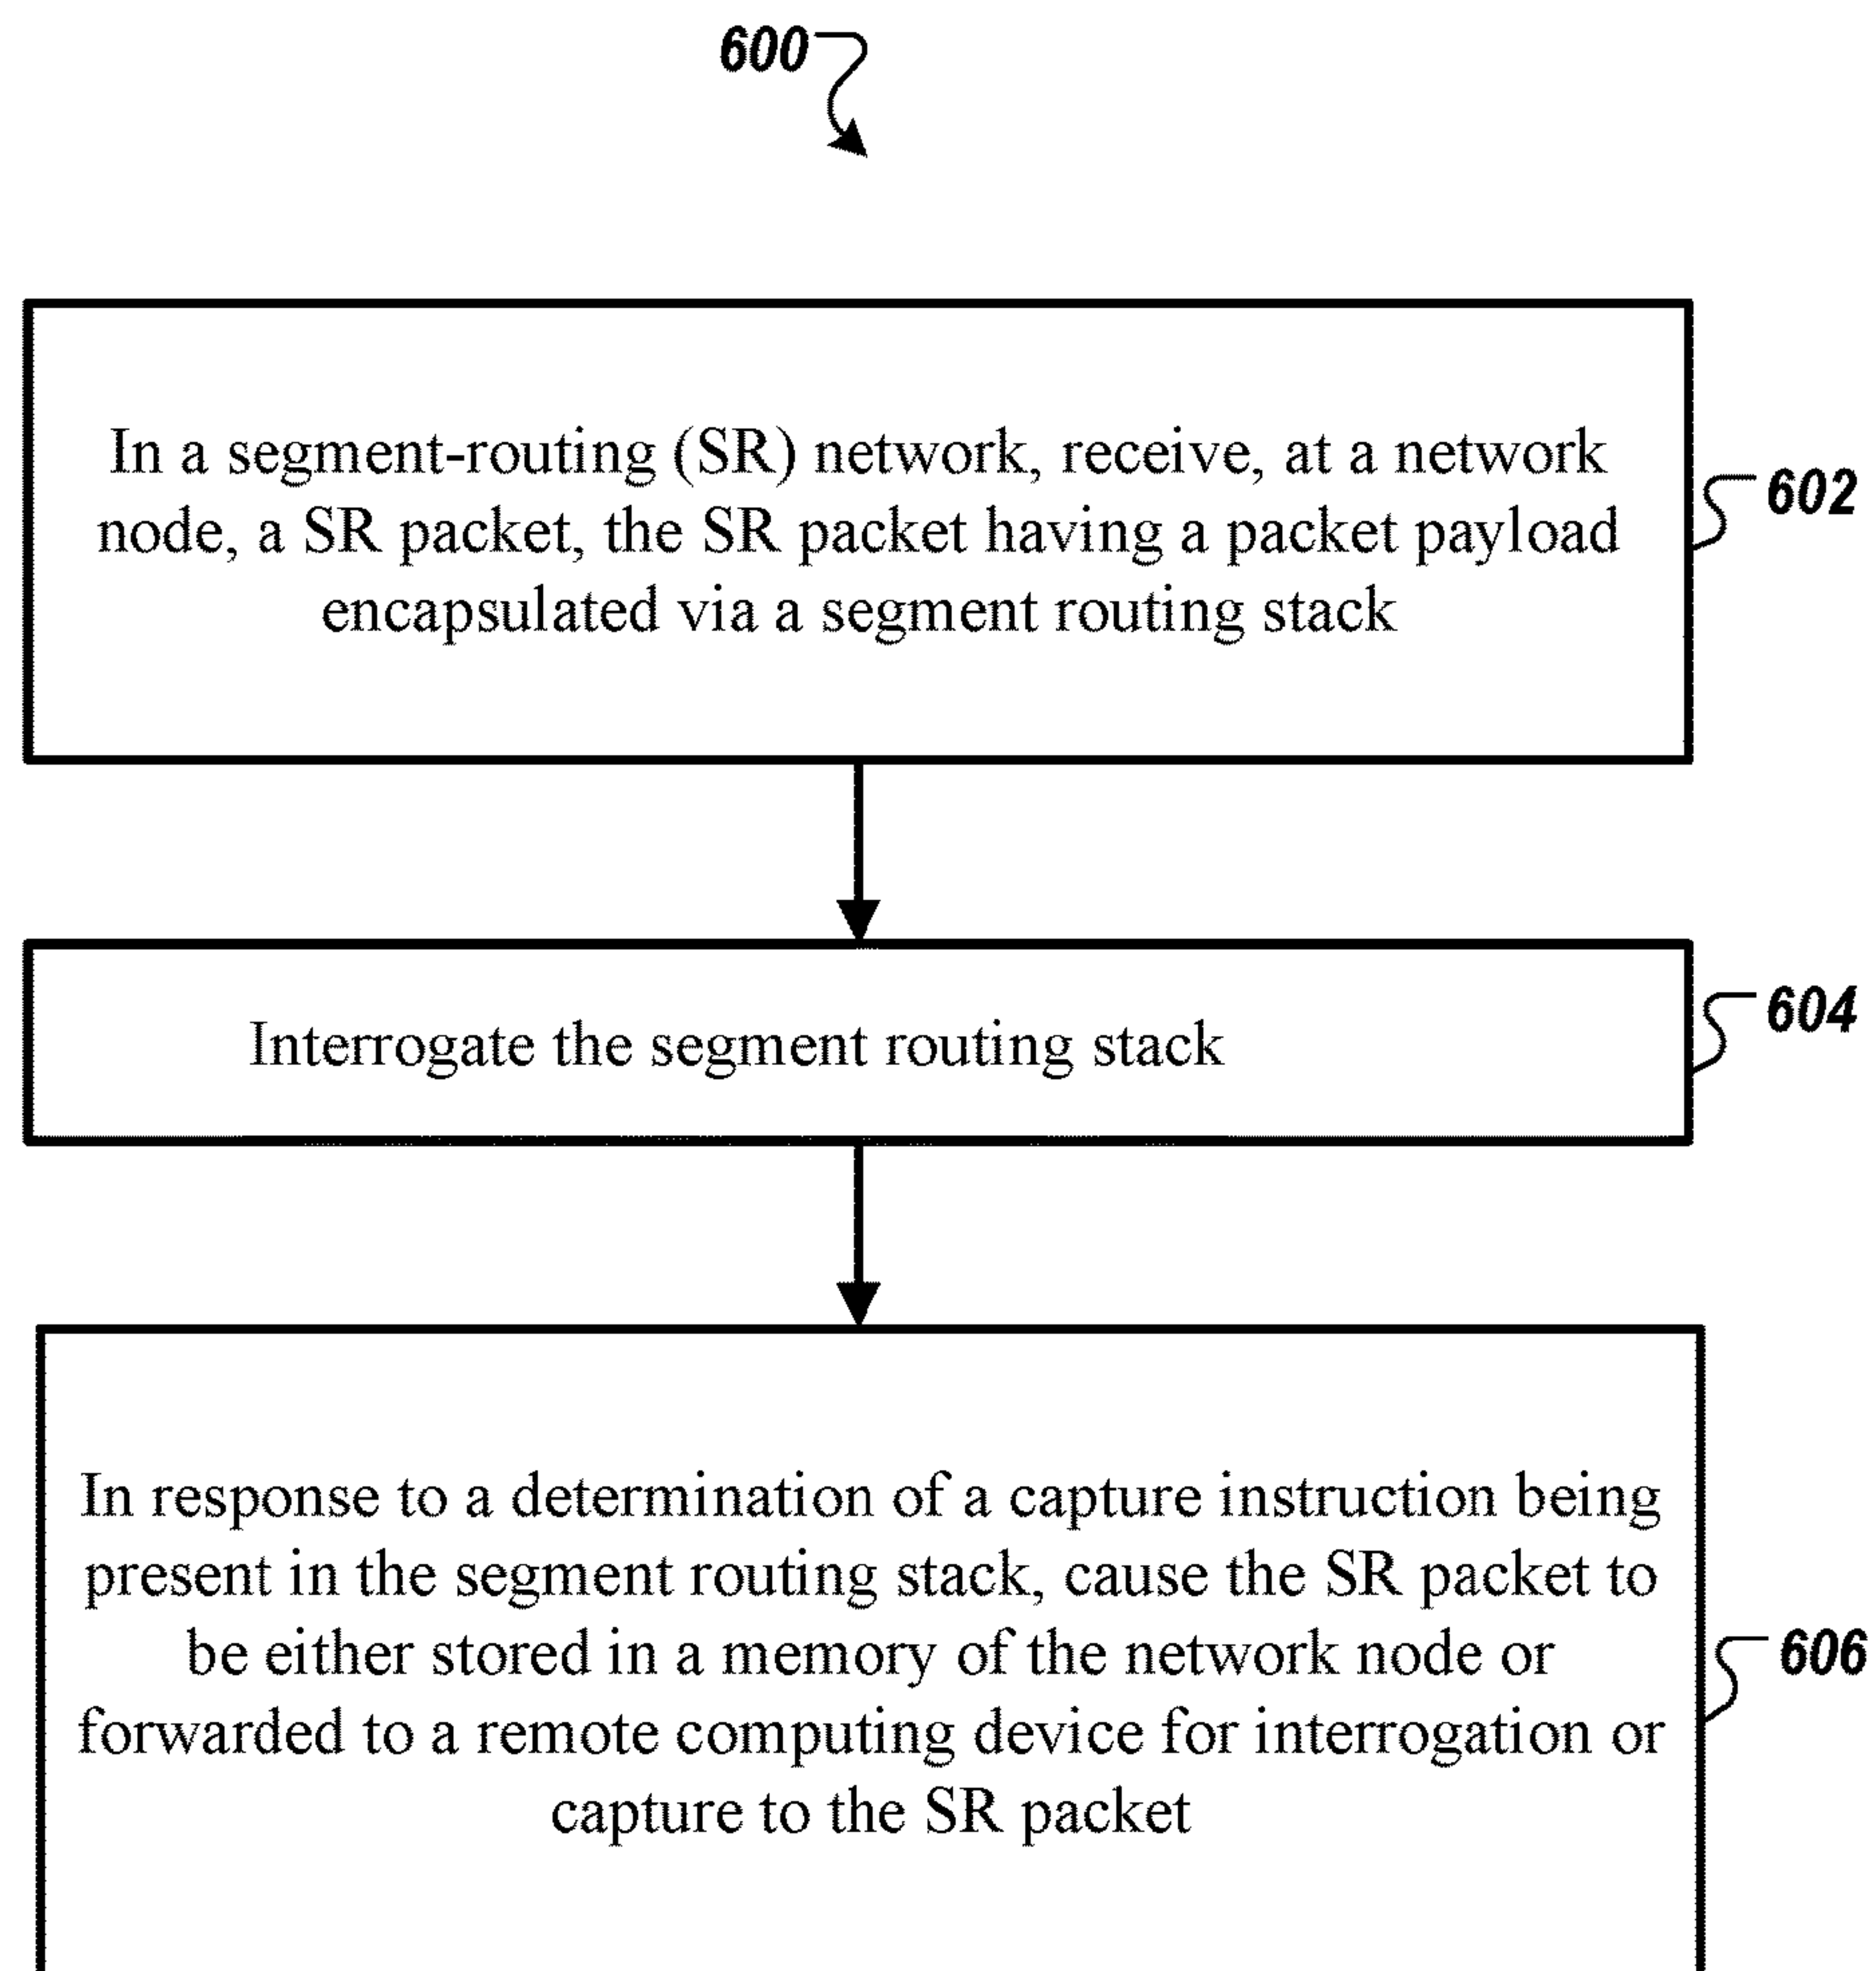 600
In a segment-routing (SR) network, receive, at a network
node, a SR packet, the SR packet having a packet payload
encapsulated via a segment routing stack
602
Interrogate the segment routing stack
604
In response to a determination of a capture instruction being
present in the segment routing stack, cause the SR packet to
be either stored in a memory of the network node or
forwarded to a remote computing device for interrogation or
capture to the SR packet
606